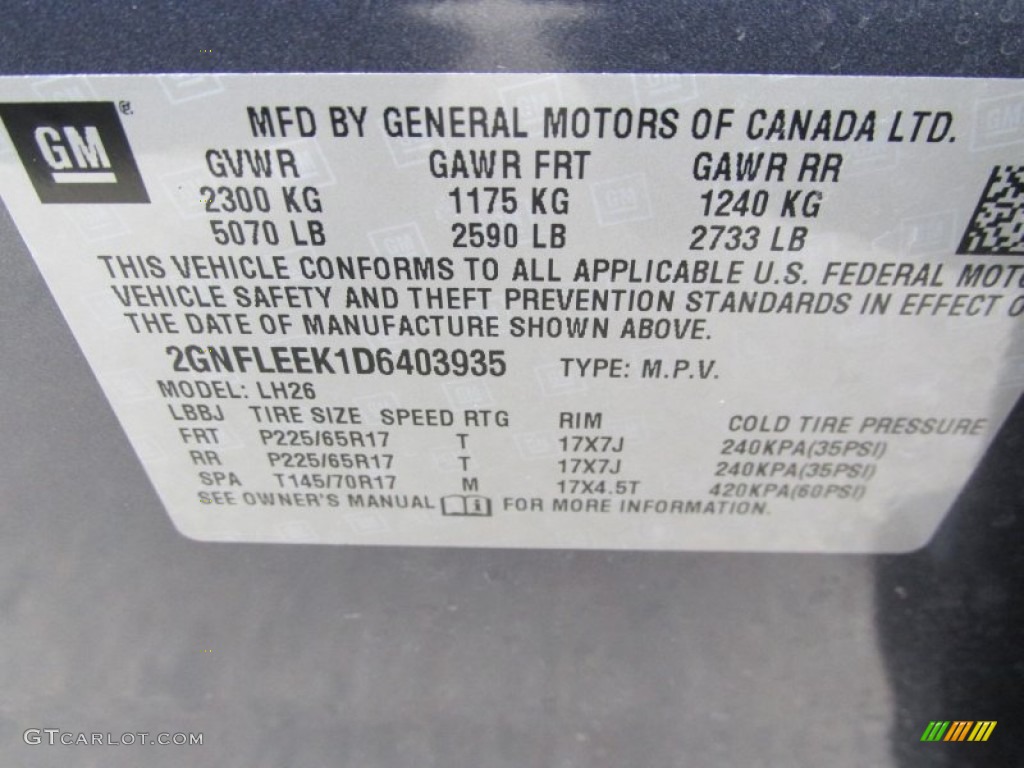 GM ®
MFD BY GENERAL MOTORS OF CANADA LTD.
GVWR GAWR FRT GAWR RR
2300 KG 1175 KG 1240 KG
5070 LB 2590 LB 2733 LB
THIS VEHICLE CONFORMS TO ALL APPLICABLE U.S. FEDERAL MOTO
VEHICLE SAFETY AND THEFT PREVENTION STANDARDS IN EFFECT O
THE DATE OF MANUFACTURE SHOWN ABOVE.
2GNFLEEK1D6403935 TYPE: M.P.V.
MODEL: LH26
LBBJ TIRE SIZE SPEED RTG RIM COLD TIRE PRESSURE
FRT P225/65R17 T 17X7J 240KPA(35PSI)
RR P225/65R17 T 17X7J 240KPA(35PSI)
SPA T145/70R17 M 17X4.5T 420KPA(60PSI)
SEE OWNER'S MANUAL i FOR MORE INFORMATION.
GTCARLOT.COM